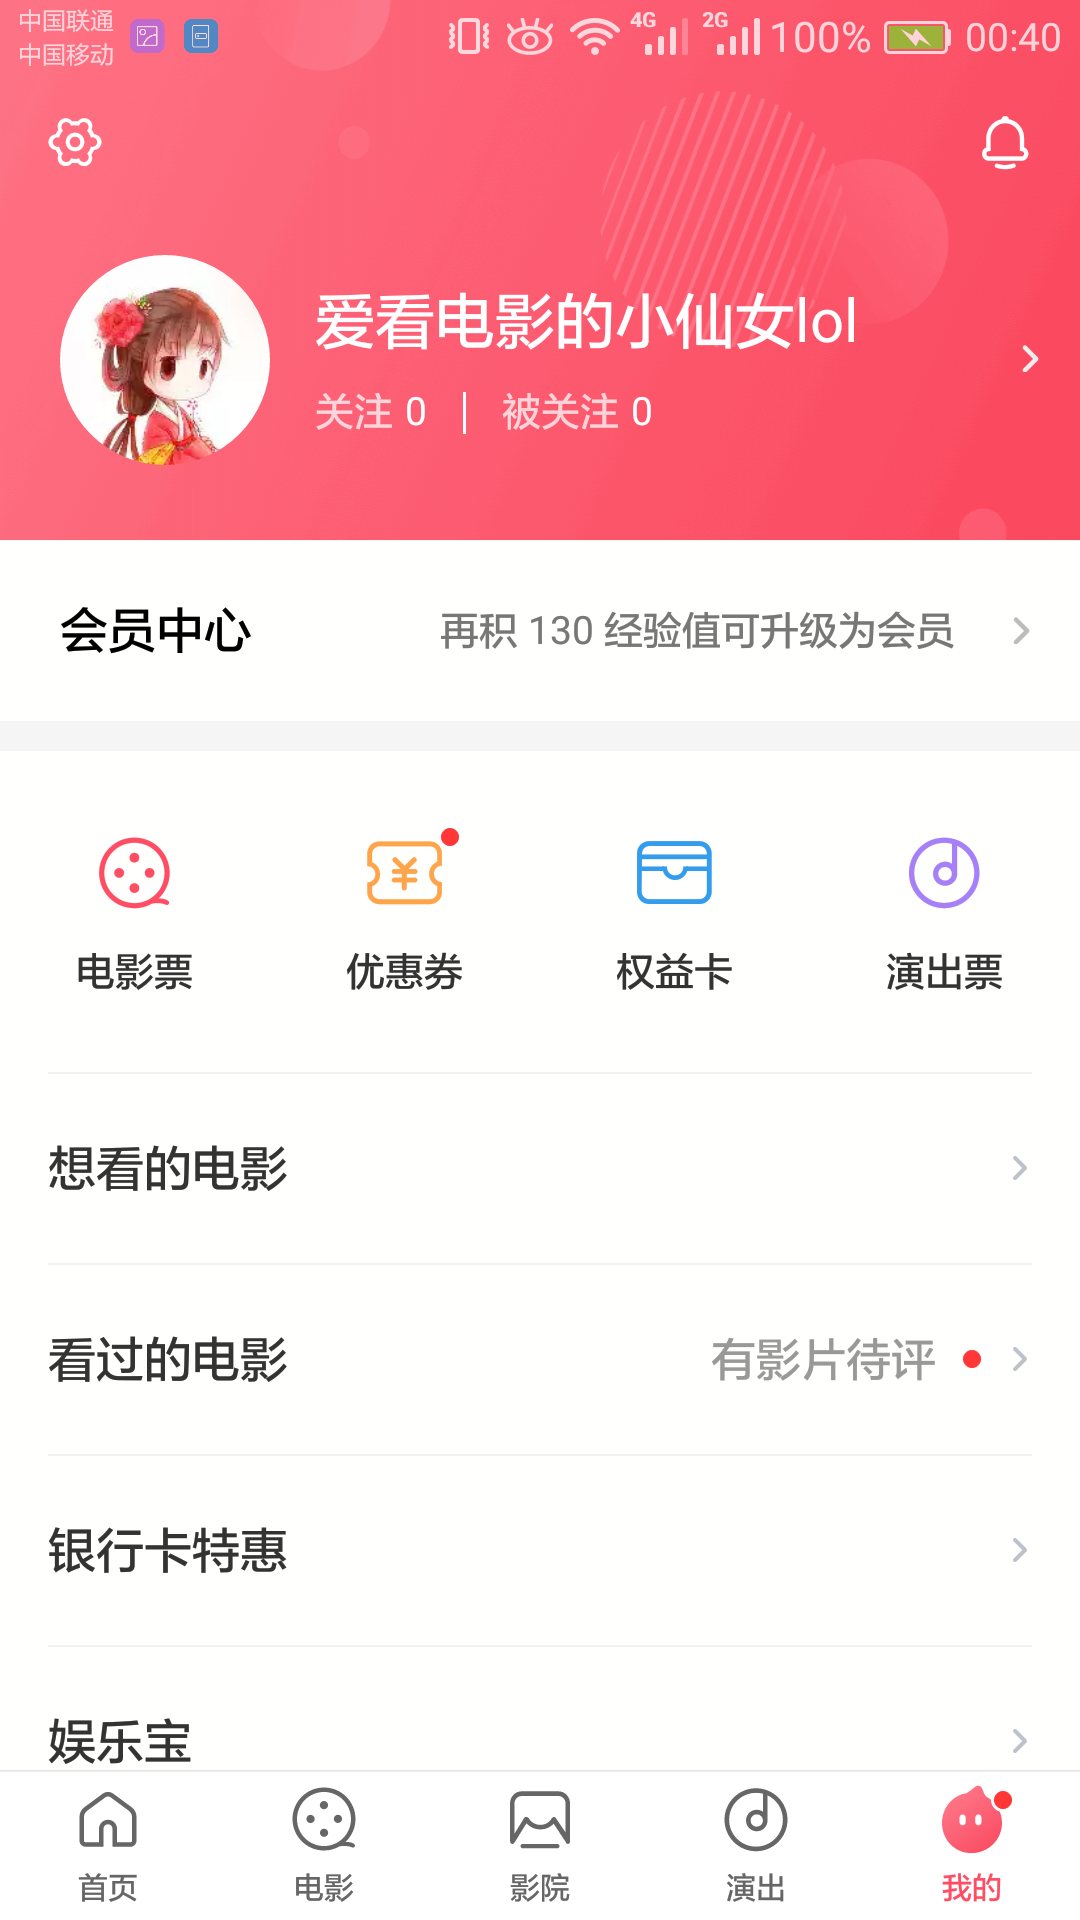 中国联通
中国移动
4G 2G 100% 00:40
爱看电影的小仙女lol
关注 0 | 被关注 0
会员中心 再积 130 经验值可升级为会员
电影票 优惠券 权益卡 演出票
想看的电影
看过的电影 有影片待评
银行卡特惠
娱乐宝
首页 电影 影院 演出 我的